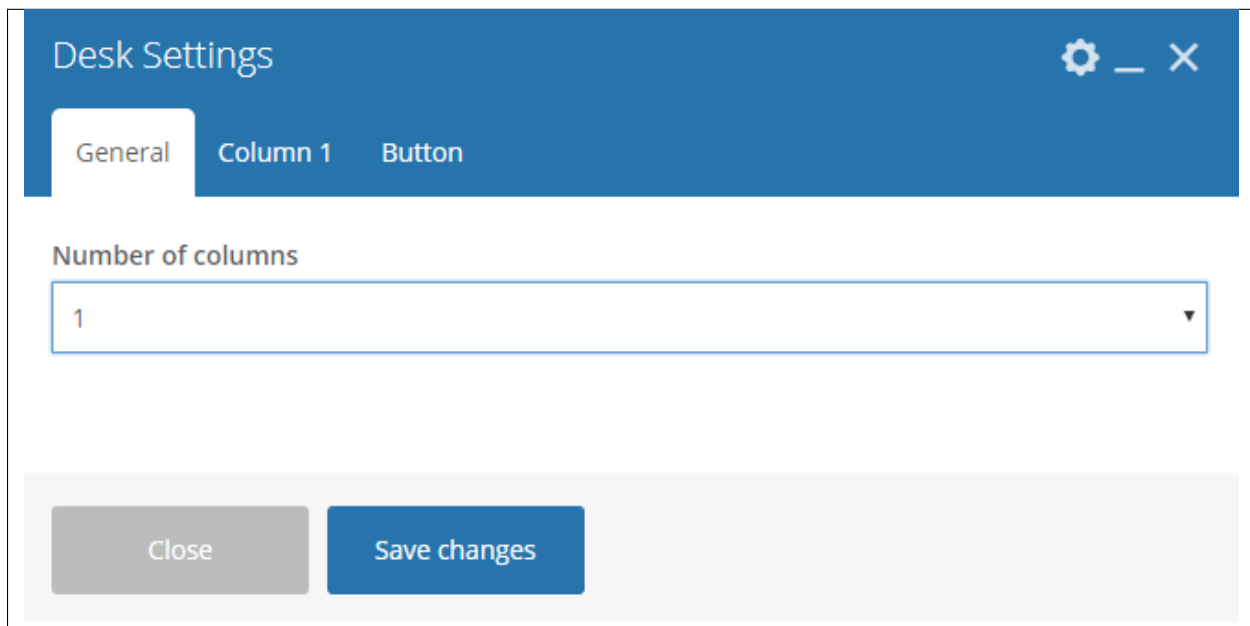 Desk Settings
General Column 1 Button
Number of columns
1
Close Save changes